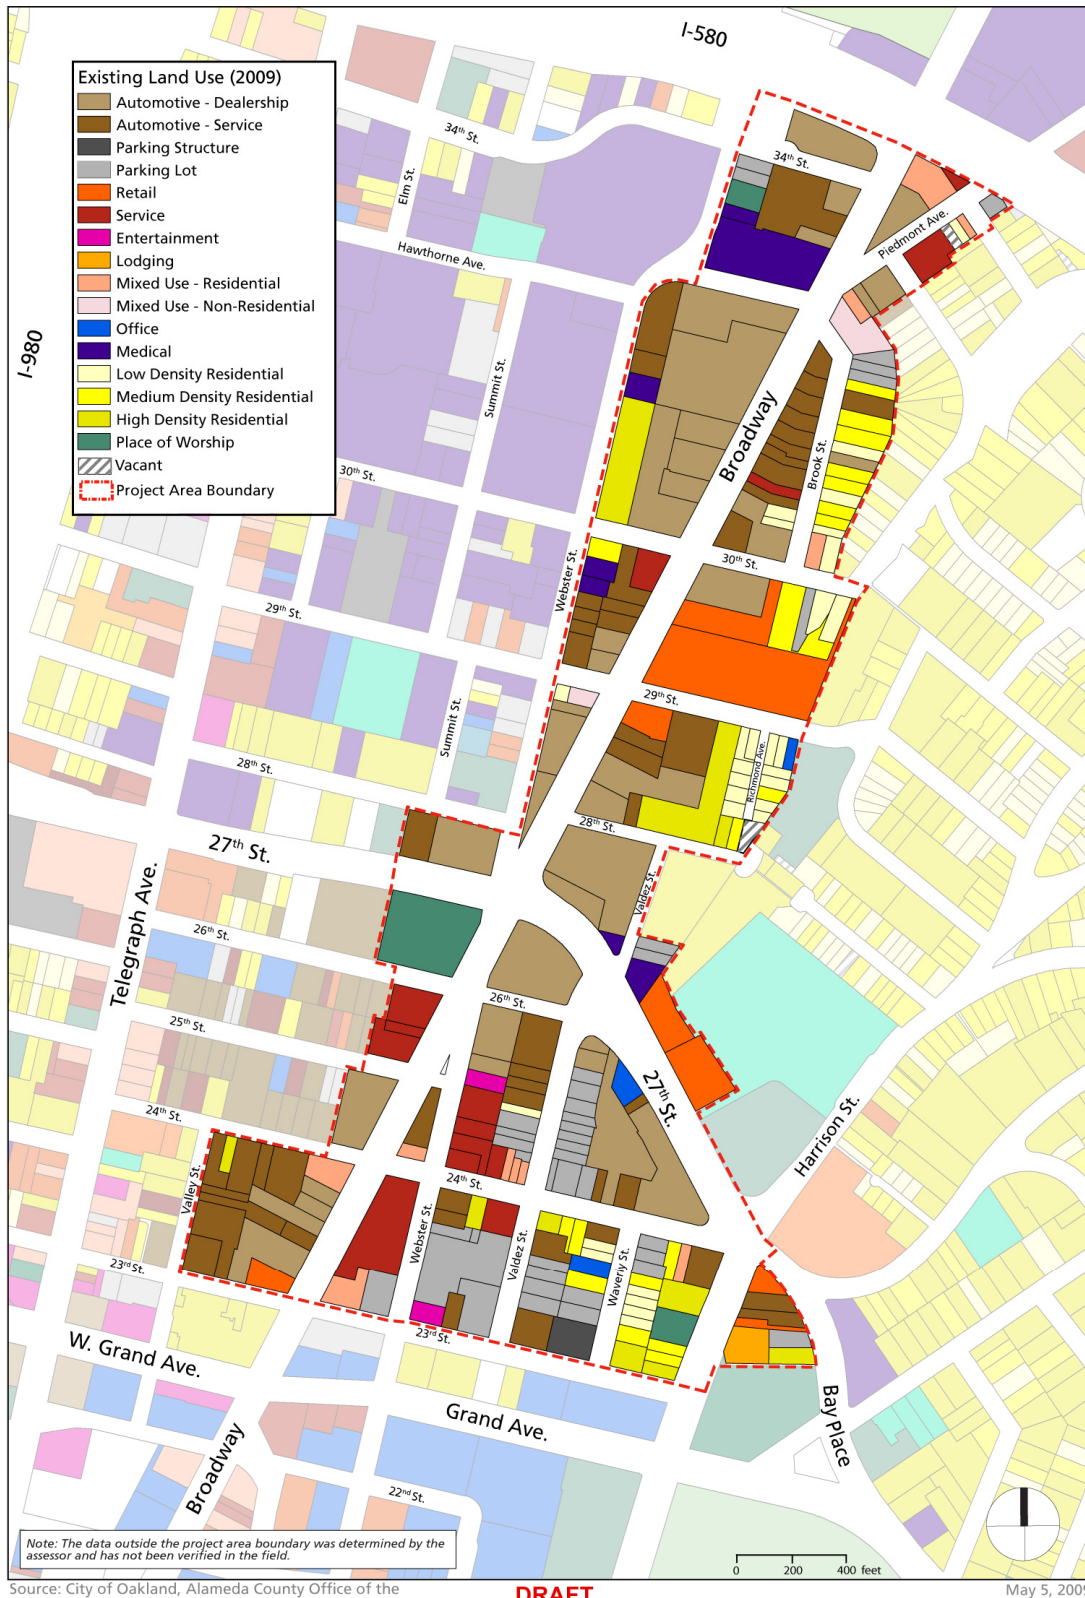 I-580
Existing Land Use (2009)
Automotive - Dealership
Automotive - Service
Parking Structure
Parking Lot
Retail
Service
Entertainment
Lodging
Mixed Use - Residential
Mixed Use - Non-Residential
Office
Medical
Low Density Residential
Medium Density Residential
High Density Residential
Place of Worship
Vacant
Project Area Boundary
34th St.
34th St.
Elm St.
Piedmont Ave.
Hawthorne Ave.
I-980
Summit St.
Broadway
Brook St.
30th St.
30th St.
Webster St.
29th St.
29th St.
Summit St.
Richmond Ave.
28th St.
28th St.
27th St.
Valdez St.
Telegraph Ave.
26th St.
26th St.
25th St.
27th St.
24th St.
Harrison St.
24th St.
Valley St.
Webster St.
Valdez St.
Waverly St.
23rd St.
23rd St.
W. Grand Ave.
Grand Ave.
Bay Place
Broadway
22nd St.
Note: The data outside the project area boundary was determined by the
assessor and has not been verified in the field.
0 200 400 feet
Source: City of Oakland, Alameda County Office of the
DRAFT
May 5, 2009